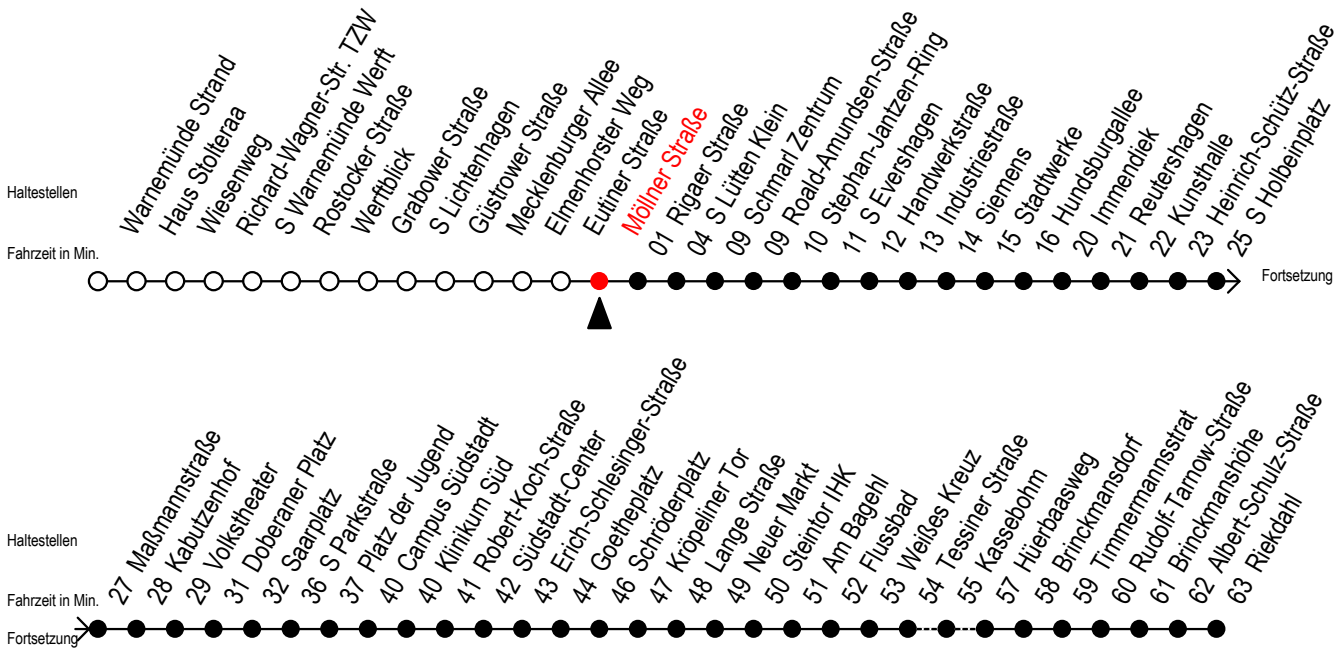 Haltestellen
Warnemünde Strand
Haus Stolteraa
Wiesenweg
Richard-Wagner-Str. TZW
S Warnemünde Werft
Rostocker Straße
Werftblick
Grabower Straße
S Lichtenhagen
Güstrower Straße
Mecklenburger Allee
Elmenhorster Weg
Eutiner Straße
Möllner Straße
01 Rigaer Straße
04 S Lütten Klein
09 Schmarl Zentrum
09 Roald-Amundsen-Straße
10 Stephan-Jantzen-Ring
11 S Evershagen
12 Handwerkstraße
13 Industriestraße
14 Siemens
15 Stadtwerke
16 Hundsburgallee
20 Immendiek
21 Reutershagen
22 Kunsthalle
23 Heinrich-Schütz-Straße
25 S Holbeinplatz
Fahrzeit in Min.
Fortsetzung
Haltestellen
27 Maßmannstraße
28 Kabutzenhof
29 Volkstheater
31 Doberaner Platz
32 Saarplatz
36 S Parkstraße
37 Platz der Jugend
40 Campus Südstadt
40 Klinikum Süd
41 Robert-Koch-Straße
42 Südstadt-Center
43 Erich-Schlesinger-Straße
44 Goetheplatz
46 Schröderplatz
47 Kröpeliner Tor
48 Lange Straße
49 Neuer Markt
50 Steintor IHK
51 Am Bagehl
52 Flussbad
53 Weißes Kreuz
54 Tessiner Straße
55 Kassebohm
57 Hüerbaasweg
58 Brinckmansdorf
59 Timmermannsstrat
60 Rudolf-Tarnow-Straße
61 Brinckmanshöhe
62 Albert-Schulz-Straße
63 Riekdahl
Fahrzeit in Min.
Fortsetzung